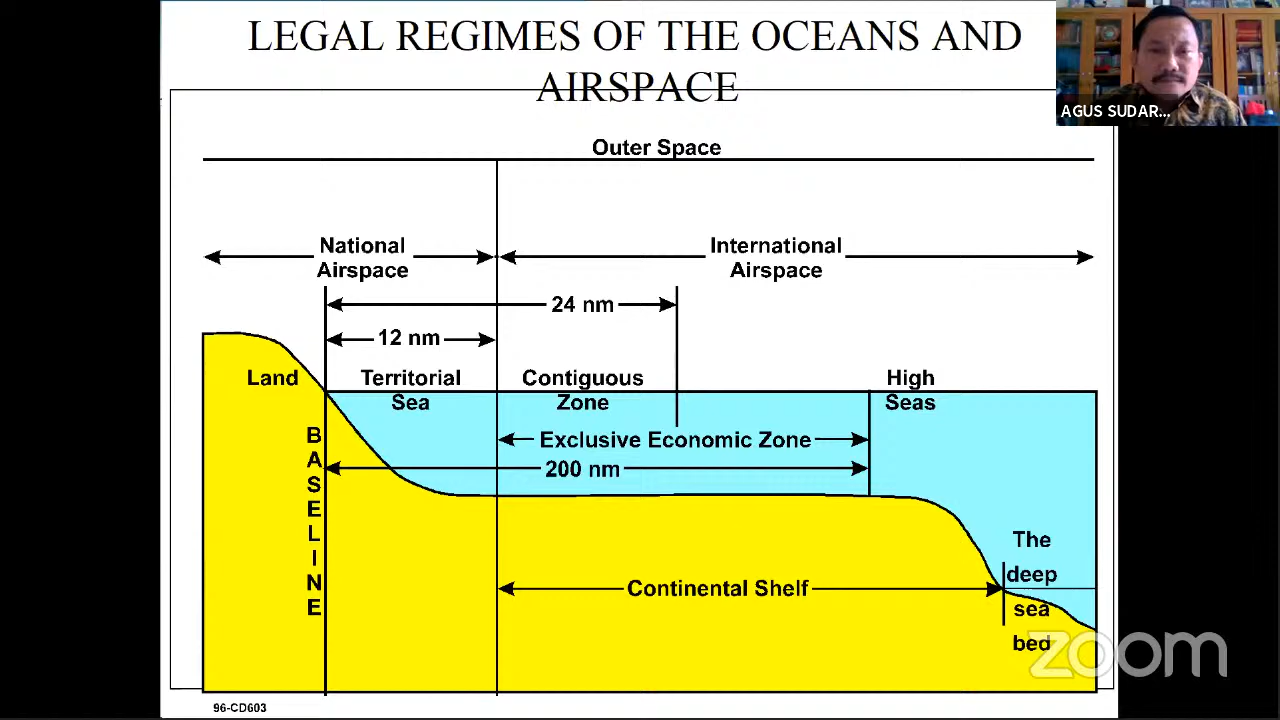 LEGAL REGIMES OF THE OCEANS AND
AIRSPACE
AGUS SUDAR...
Outer Space
National
Airspace
International
Airspace
24 nm
12 nm
Land
Territorial
Sea
Contiguous
Zone
High
Seas
BASELINE
Exclusive Economic Zone
200 nm
Continental Shelf
The
deep
sea
bed
zoom
96-CD603